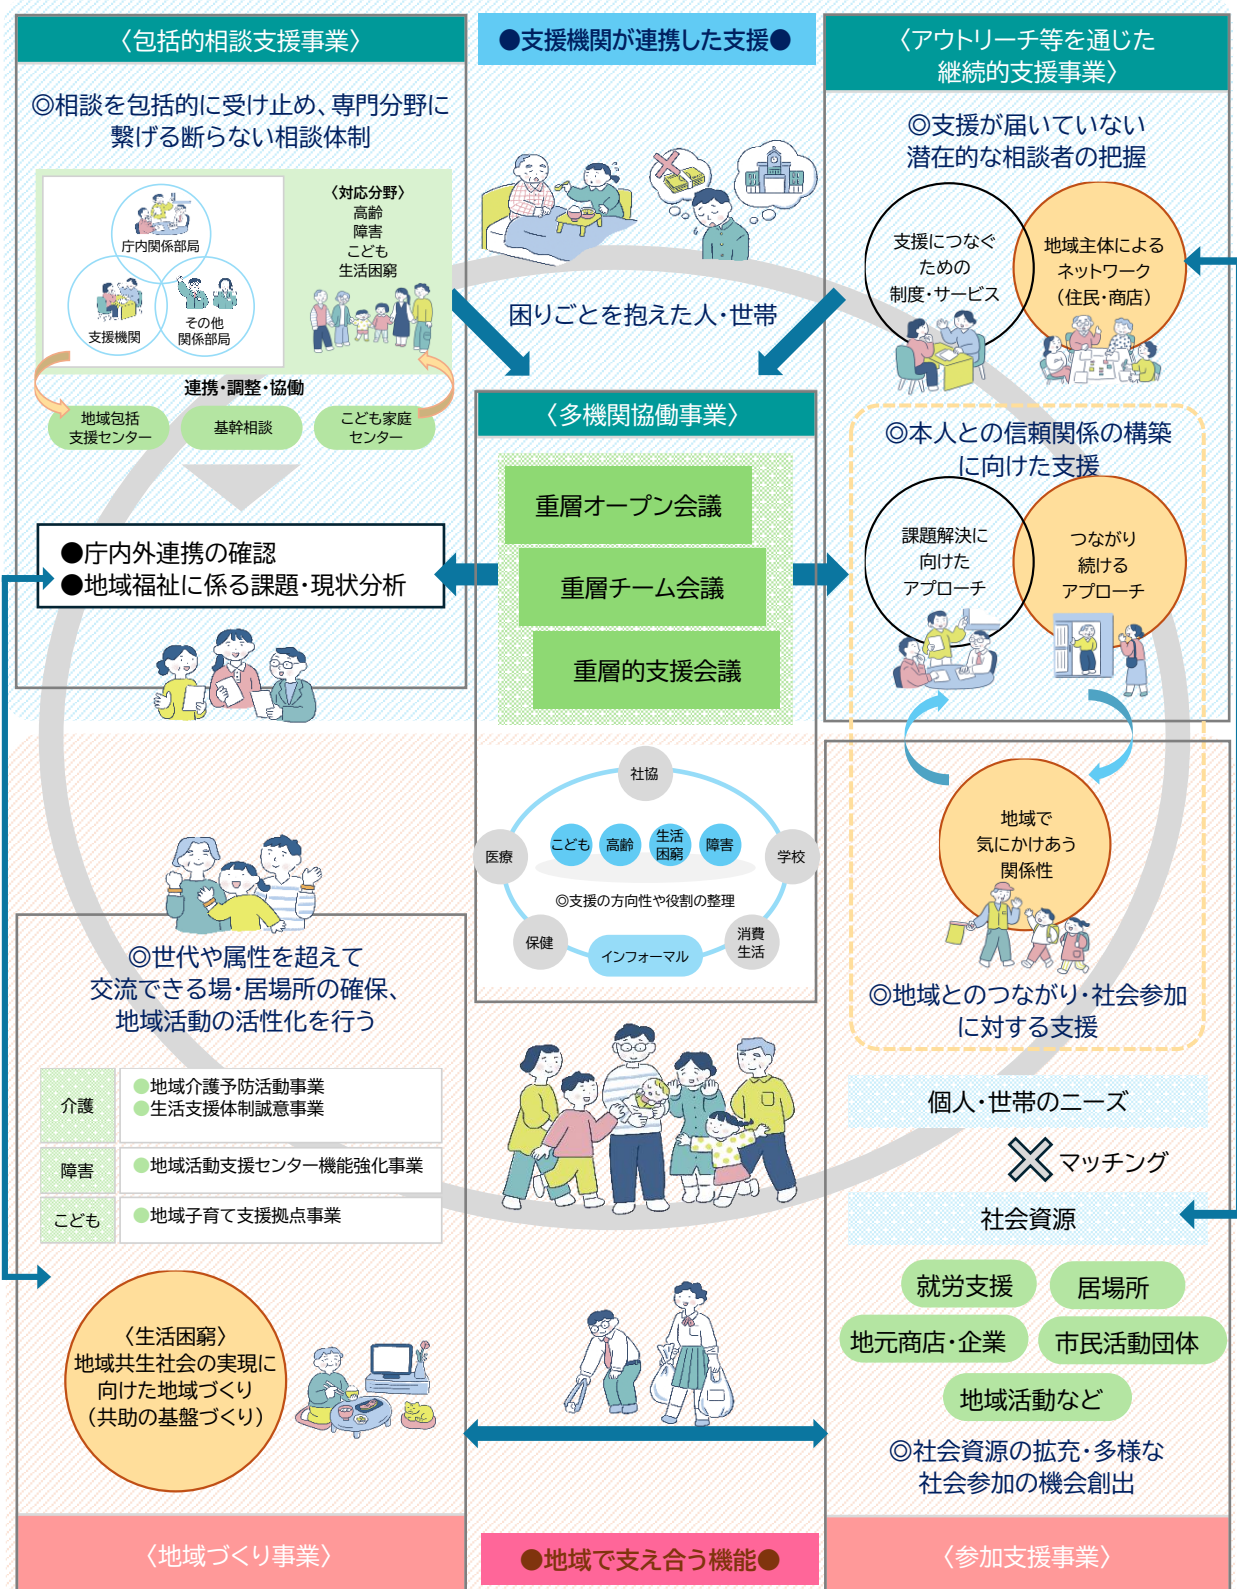 〈包括的相談支援事業〉
◎相談を包括的に受け止め、専門分野に
繋げる断らない相談体制
庁内関係部局
支援機関
その他
関係部局
〈対応分野〉
高齢
障害
こども
生活困窮
連携・調整・協働
地域包括
支援センター
基幹相談
こども家庭
センター
●庁内外連携の確認
●地域福祉に係る課題・現状分析
●支援機関が連携した支援●
困りごとを抱えた人・世帯
〈多機関協働事業〉
重層オープン会議
重層チーム会議
重層的支援会議
社協
医療
こども
高齢
生活
困窮
障害
学校
◎支援の方向性や役割の整理
保健
インフォーマル
消費
生活
〈アウトリーチ等を通じた
継続的支援事業〉
◎支援が届いていない
潜在的な相談者の把握
支援につなぐ
ための
制度・サービス
地域主体による
ネットワーク
（住民・商店）
◎本人との信頼関係の構築
に向けた支援
課題解決に
向けた
アプローチ
つながり
続ける
アプローチ
地域で
気にかけあう
関係性
◎地域とのつながり・社会参加
に対する支援
個人・世帯のニーズ
マッチング
社会資源
就労支援
居場所
地元商店・企業
市民活動団体
地域活動など
◎社会資源の拡充・多様な
社会参加の機会創出
〈参加支援事業〉
◎世代や属性を超えて
交流できる場・居場所の確保、
地域活動の活性化を行う
介護
●地域介護予防活動事業
●生活支援体制誠意事業
障害
●地域活動支援センター機能強化事業
こども
●地域子育て支援拠点事業
〈生活困窮〉
地域共生社会の実現に
向けた地域づくり
（共助の基盤づくり）
〈地域づくり事業〉
●地域で支え合う機能●